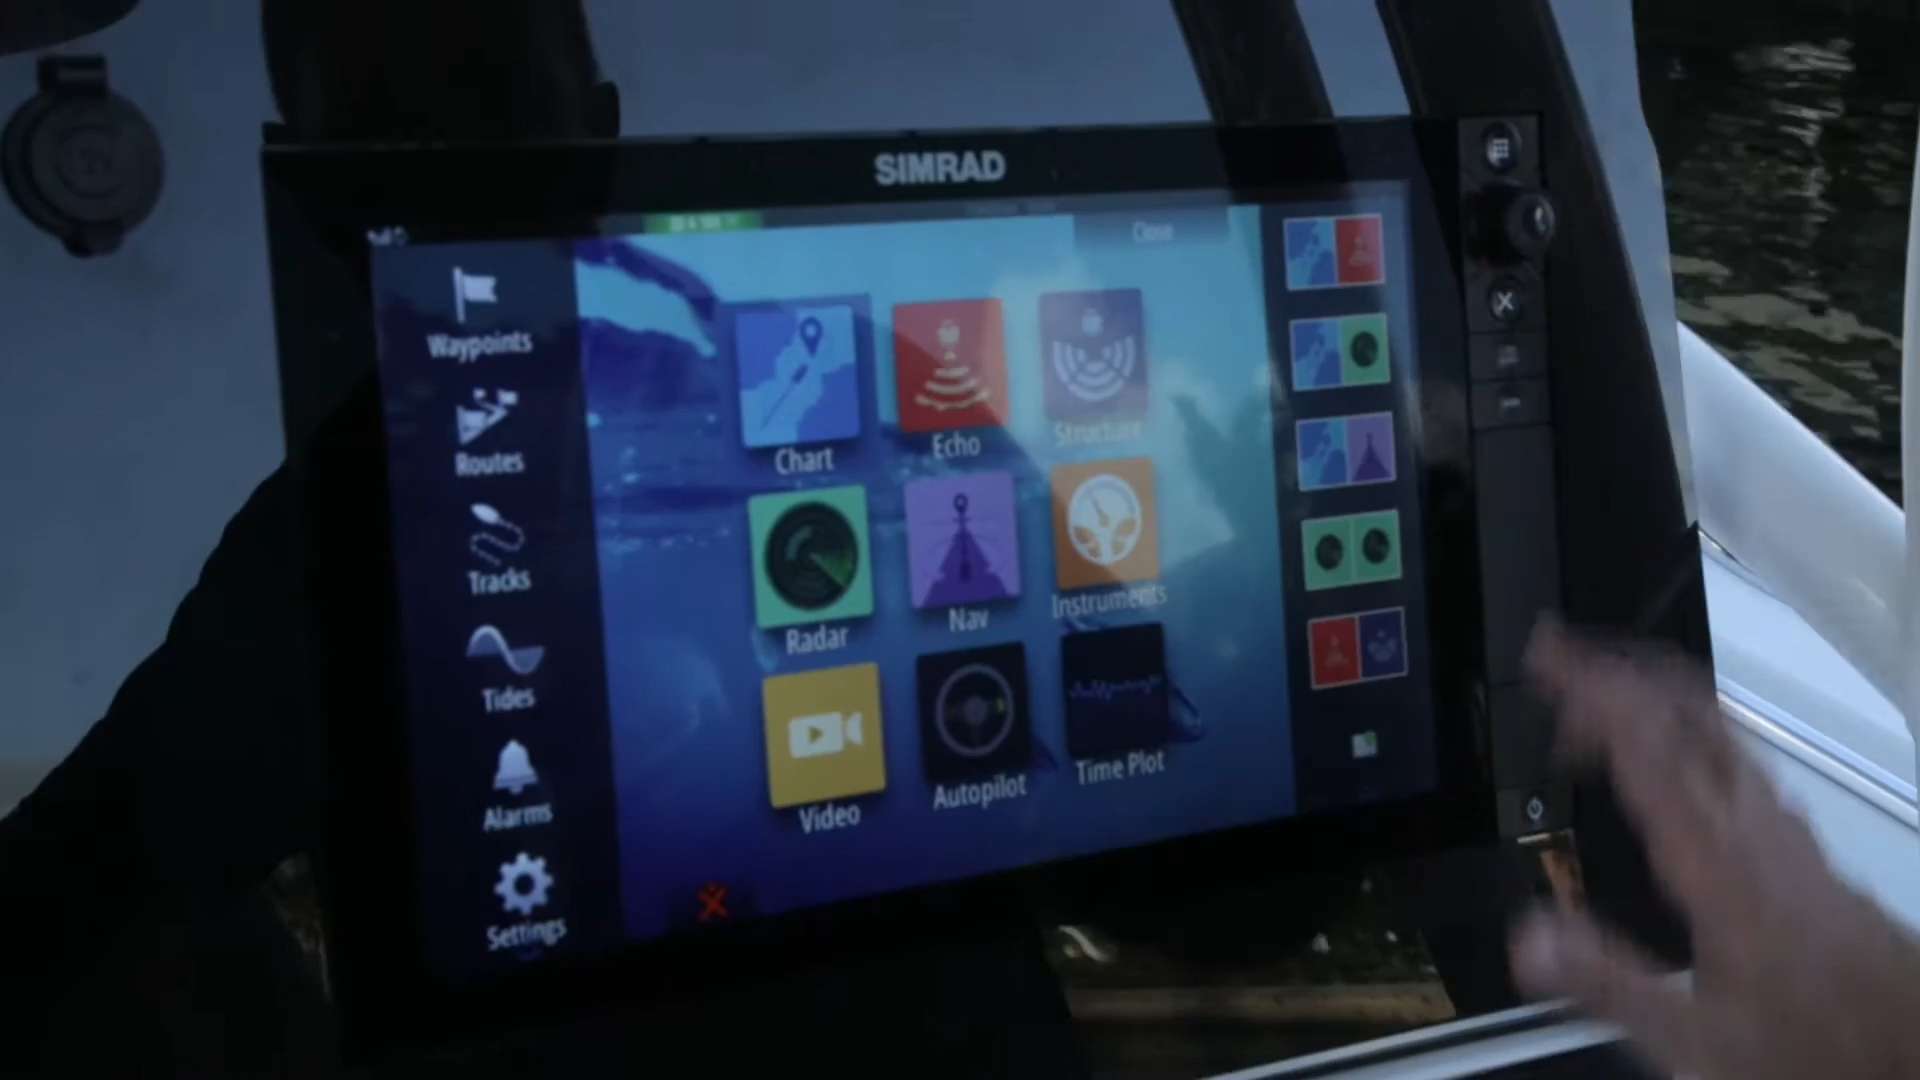 SIMRAD
Close
Waypoints
Routes
Tracks
Tides
Alarms
Settings
Chart
Echo
Structure
Radar
Nav
Instruments
Video
Autopilot
Time Plot